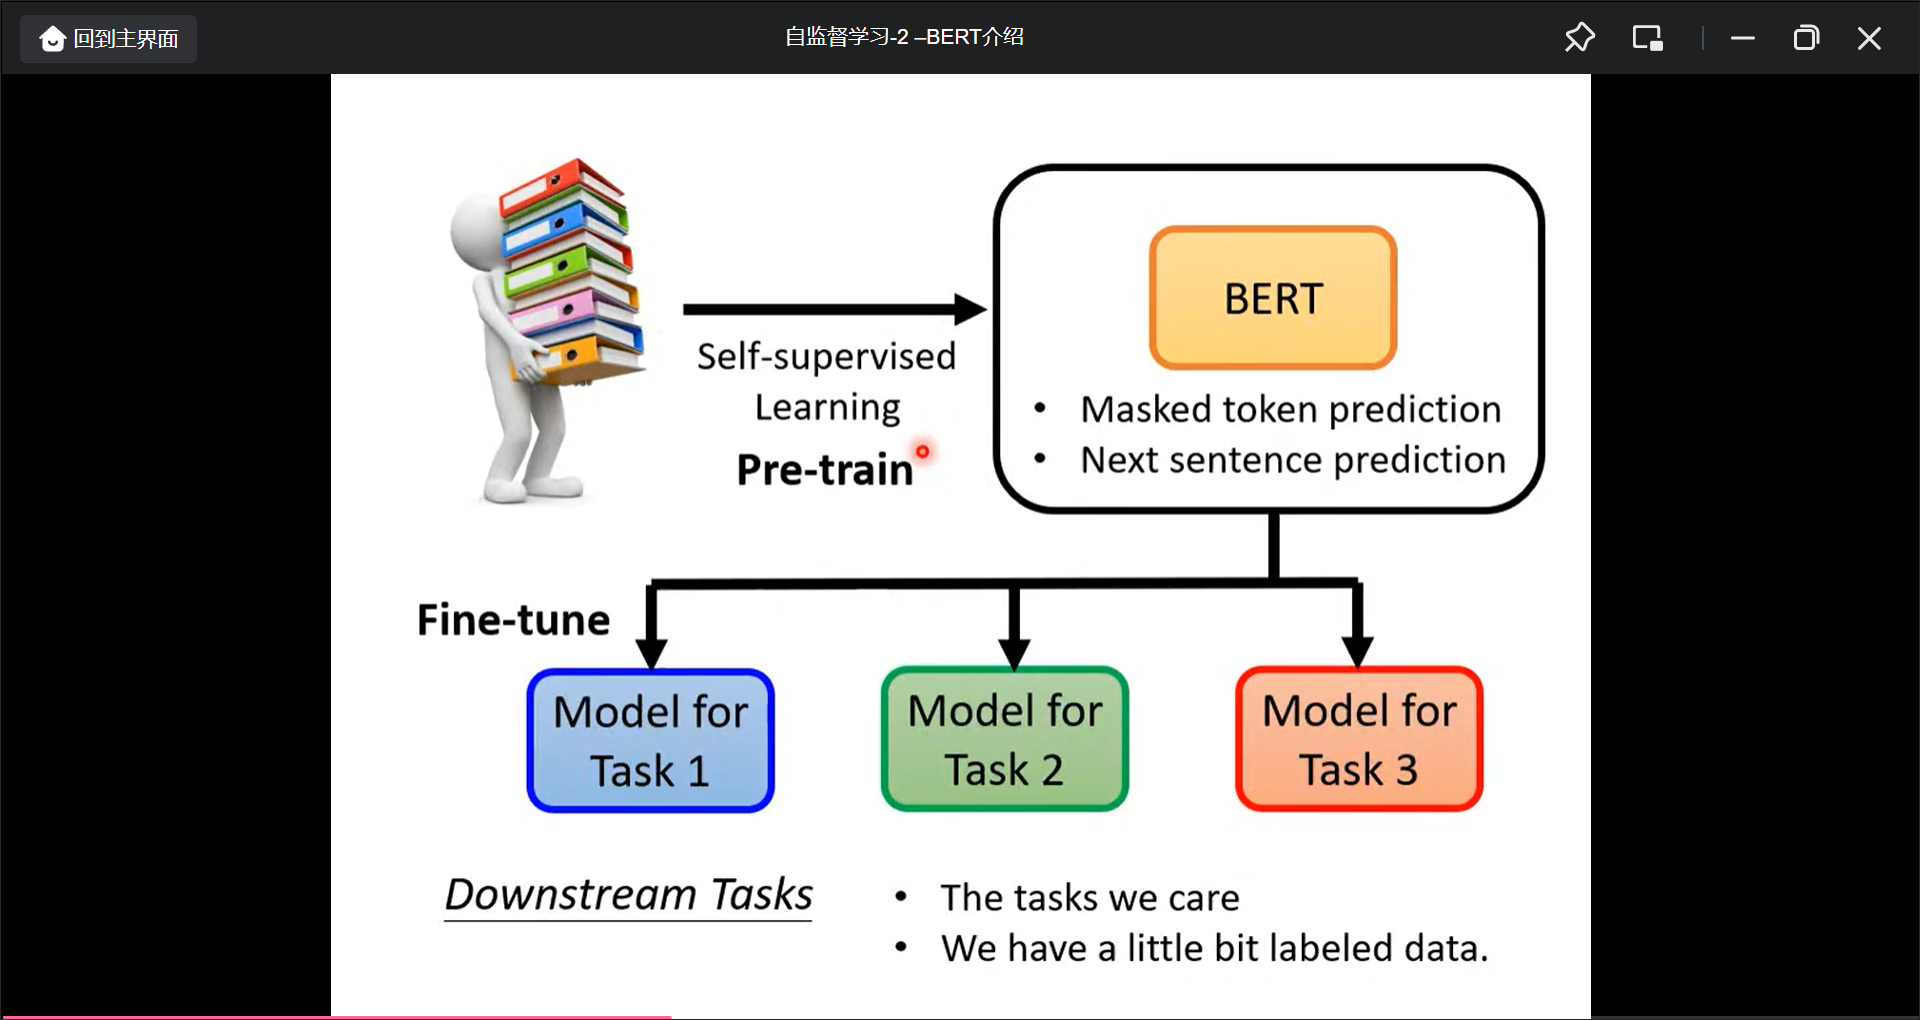 回到主界面
自监督学习-2 –BERT介绍
BERT
Self-supervised
Learning
Pre-train
• Masked token prediction
• Next sentence prediction
Fine-tune
Model for
Task 1
Model for
Task 2
Model for
Task 3
Downstream Tasks
• The tasks we care
• We have a little bit labeled data.